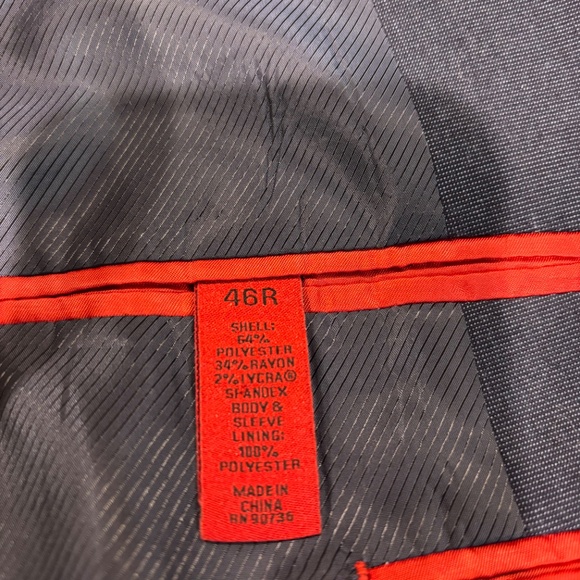 46R
SHELL:
64%
POLYESTER
34% RAYON
2% LYCRA®
SPANDEX
BODY &
SLEEVE
LINING:
100%
POLYESTER
MADE IN
CHINA
RN 90735